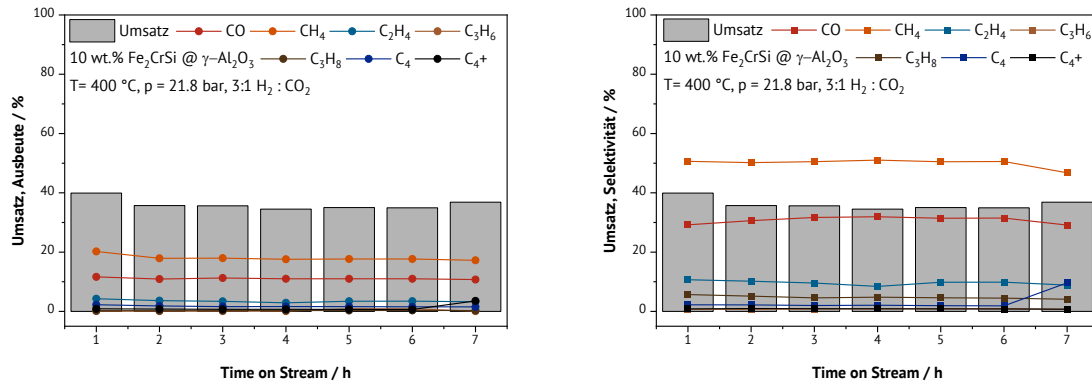 100
80
60
40
20
0
Umsatz, Ausbeute / %
Umsatz CO CH₄ C₂H₄ C₃H₆
10 wt.% Fe₂CrSi @ γ–Al₂O₃ C₃H₈ C₄ C₄+
T= 400 °C, p = 21.8 bar, 3:1 H₂ : CO₂
1 2 3 4 5 6 7
Time on Stream / h
100
80
60
40
20
0
Umsatz, Selektivität / %
Umsatz CO CH₄ C₂H₄ C₃H₆
10 wt.% Fe₂CrSi @ γ–Al₂O₃ C₃H₈ C₄ C₄+
T= 400 °C, p = 21.8 bar, 3:1 H₂ : CO₂
1 2 3 4 5 6 7
Time on Stream / h